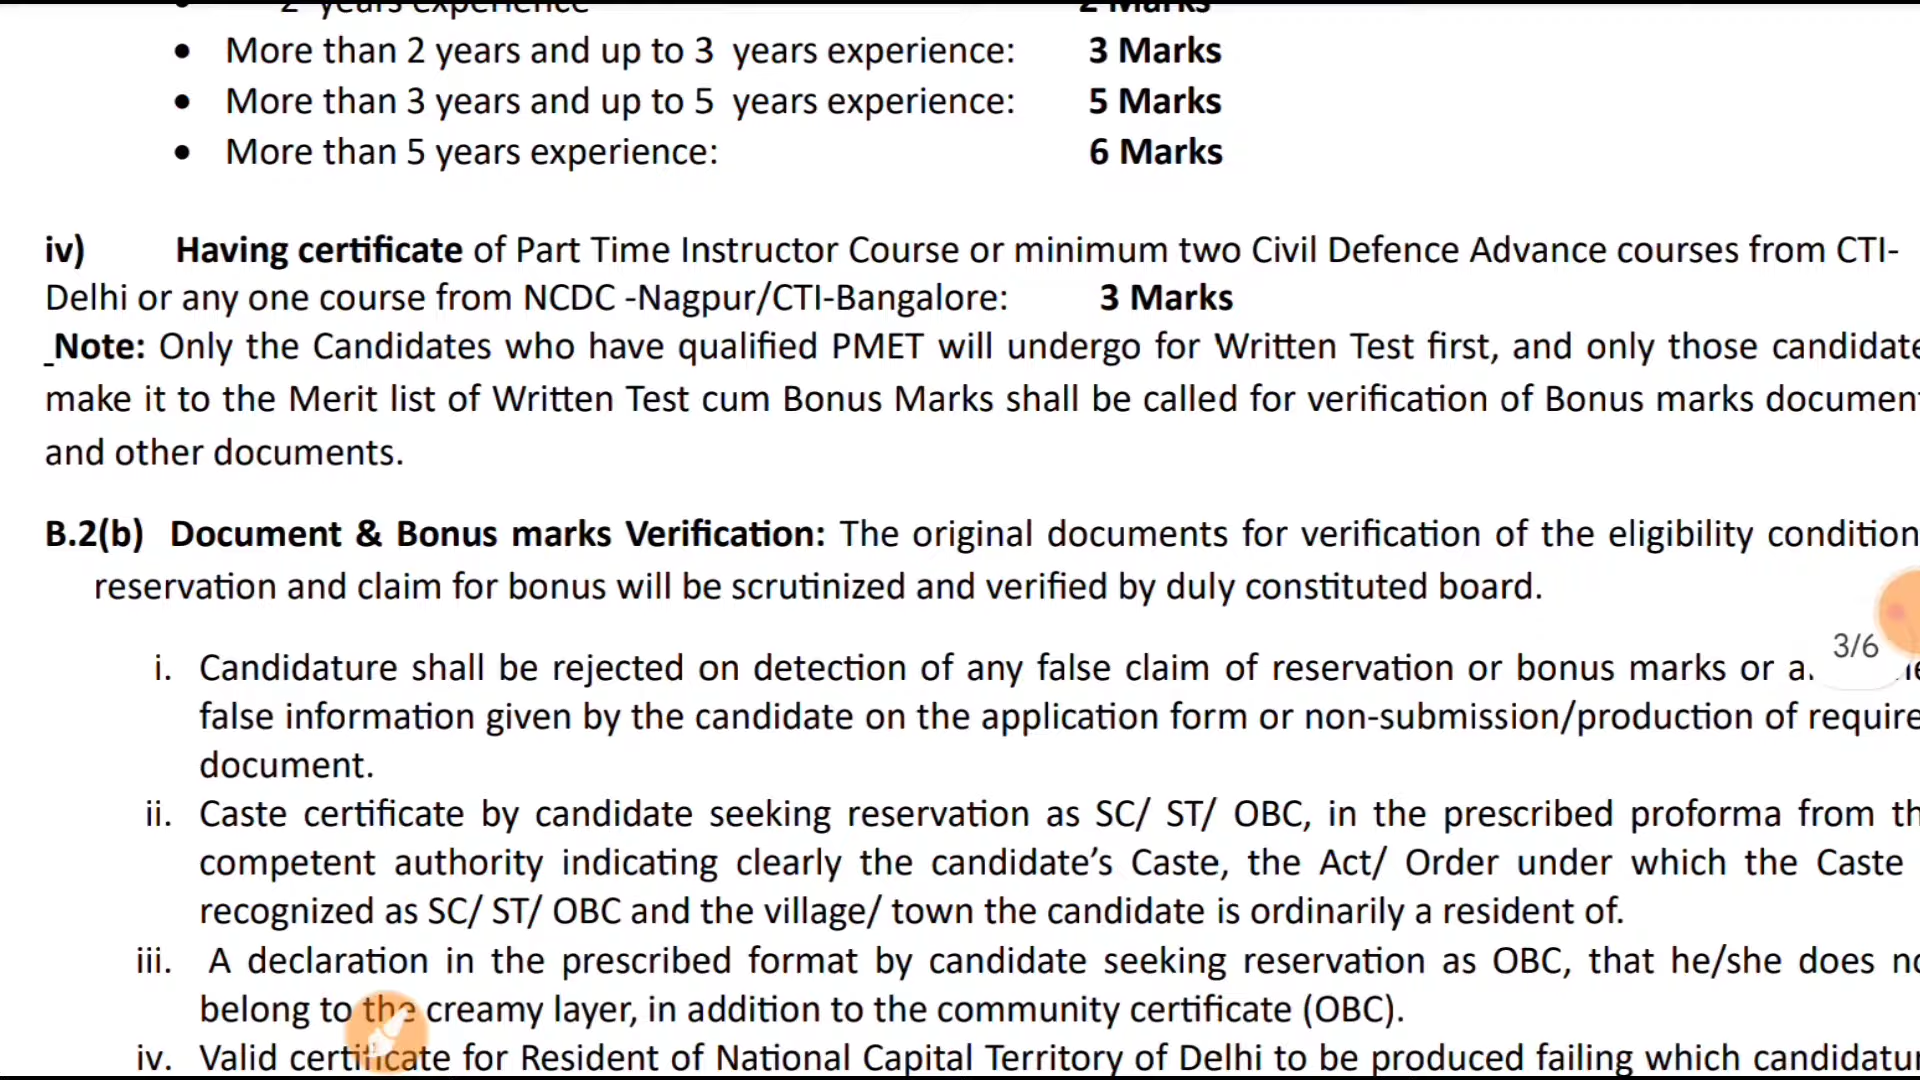 2 years experience 2 Marks
• More than 2 years and up to 3 years experience: 3 Marks
• More than 3 years and up to 5 years experience: 5 Marks
• More than 5 years experience: 6 Marks
iv) Having certificate of Part Time Instructor Course or minimum two Civil Defence Advance courses from CTI-
Delhi or any one course from NCDC -Nagpur/CTI-Bangalore: 3 Marks
Note: Only the Candidates who have qualified PMET will undergo for Written Test first, and only those candidate
make it to the Merit list of Written Test cum Bonus Marks shall be called for verification of Bonus marks document
and other documents.
B.2(b) Document & Bonus marks Verification: The original documents for verification of the eligibility condition
reservation and claim for bonus will be scrutinized and verified by duly constituted board.
3/6
i. Candidature shall be rejected on detection of any false claim of reservation or bonus marks or
false information given by the candidate on the application form or non-submission/production of require
document.
ii. Caste certificate by candidate seeking reservation as SC/ ST/ OBC, in the prescribed proforma from th
competent authority indicating clearly the candidate's Caste, the Act/ Order under which the Caste
recognized as SC/ ST/ OBC and the village/ town the candidate is ordinarily a resident of.
iii. A declaration in the prescribed format by candidate seeking reservation as OBC, that he/she does no
belong to the creamy layer, in addition to the community certificate (OBC).
iv. Valid certificate for Resident of National Capital Territory of Delhi to be produced failing which candidatur